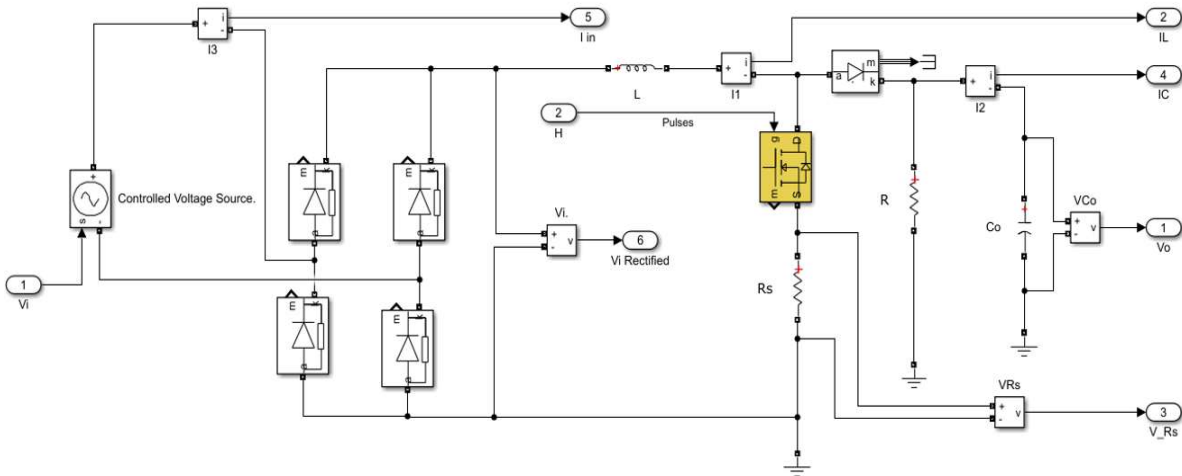 5
I in
I3
2
IL
4
IC
L
I1
a
m
k
I2
2
H
Pulses
g
D
m
S
Controlled Voltage Source.
s
1
Vi
m
k
a
m
k
a
m
k
a
m
k
a
Vi.
v
6
Vi Rectified
Rs
R
Co
VCo
v
1
Vo
VRs
v
3
V_Rs
i
i
i
+
-
+
-
+
-
+
-
+
-
+
-
+
-